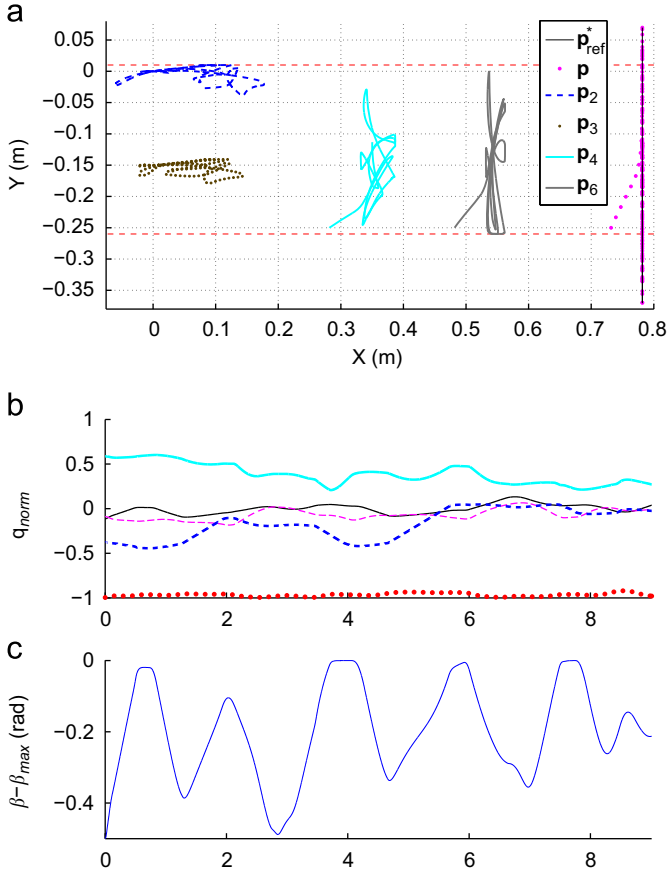 a
0.05
0
−0.05
−0.1
−0.15
−0.2
−0.25
−0.3
−0.35
Y (m)
0
0.1
0.2
0.3
0.4
0.5
0.6
0.7
0.8
X (m)
p*ref
p
p2
p3
p4
p6
b
1
0.5
0
−0.5
−1
qnorm
0
2
4
6
8
c
0
−0.2
−0.4
β−βmax (rad)
0
2
4
6
8